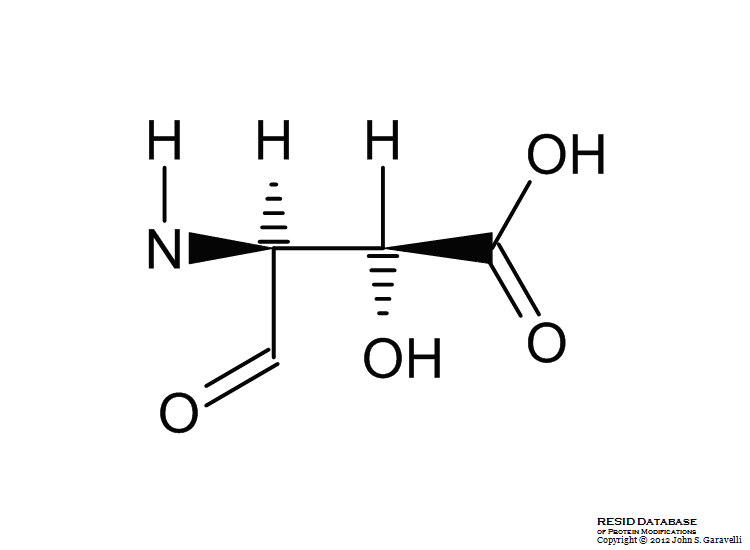 H H H OH
N
OH O
O
RESID DATABASE
OF PROTEIN MODIFICATIONS
Copyright © 2012 John S. Garavelli